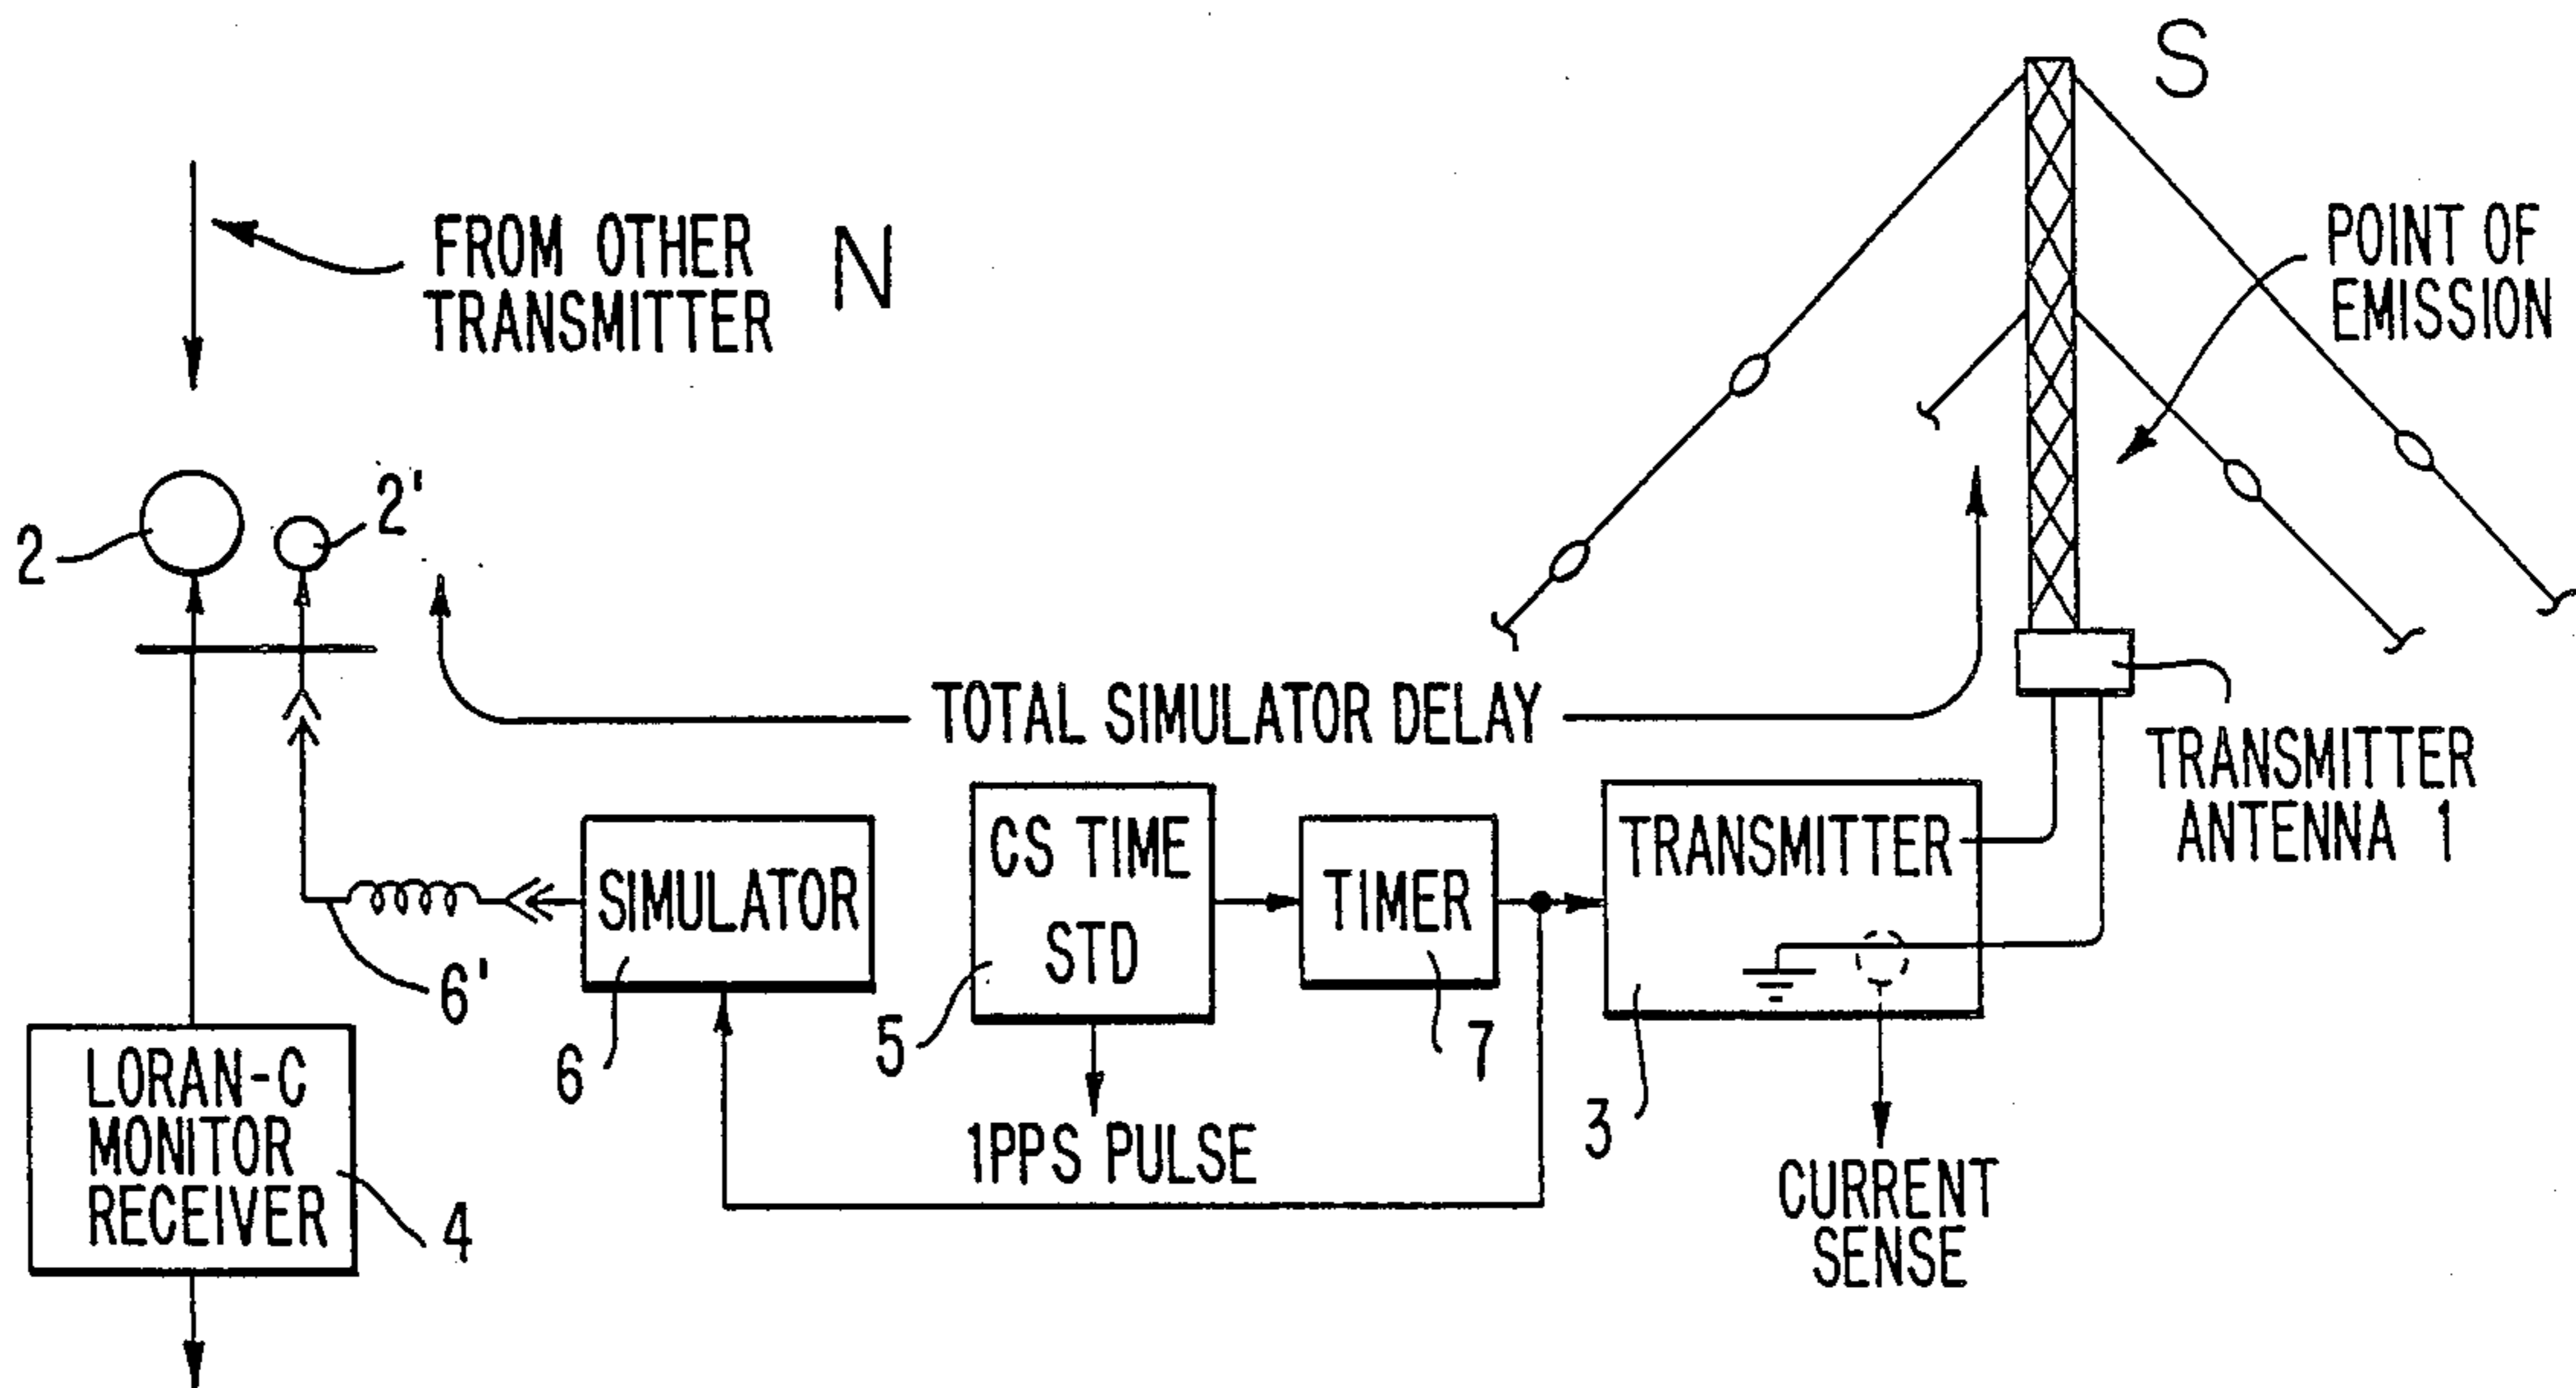 S
FROM OTHER
TRANSMITTER
N
POINT OF
EMISSION
2
2'
TOTAL SIMULATOR DELAY
TRANSMITTER
ANTENNA 1
6'
SIMULATOR
6
CS TIME
STD
5
1PPS PULSE
TIMER
7
TRANSMITTER
3
CURRENT
SENSE
LORAN-C
MONITOR
RECEIVER
4